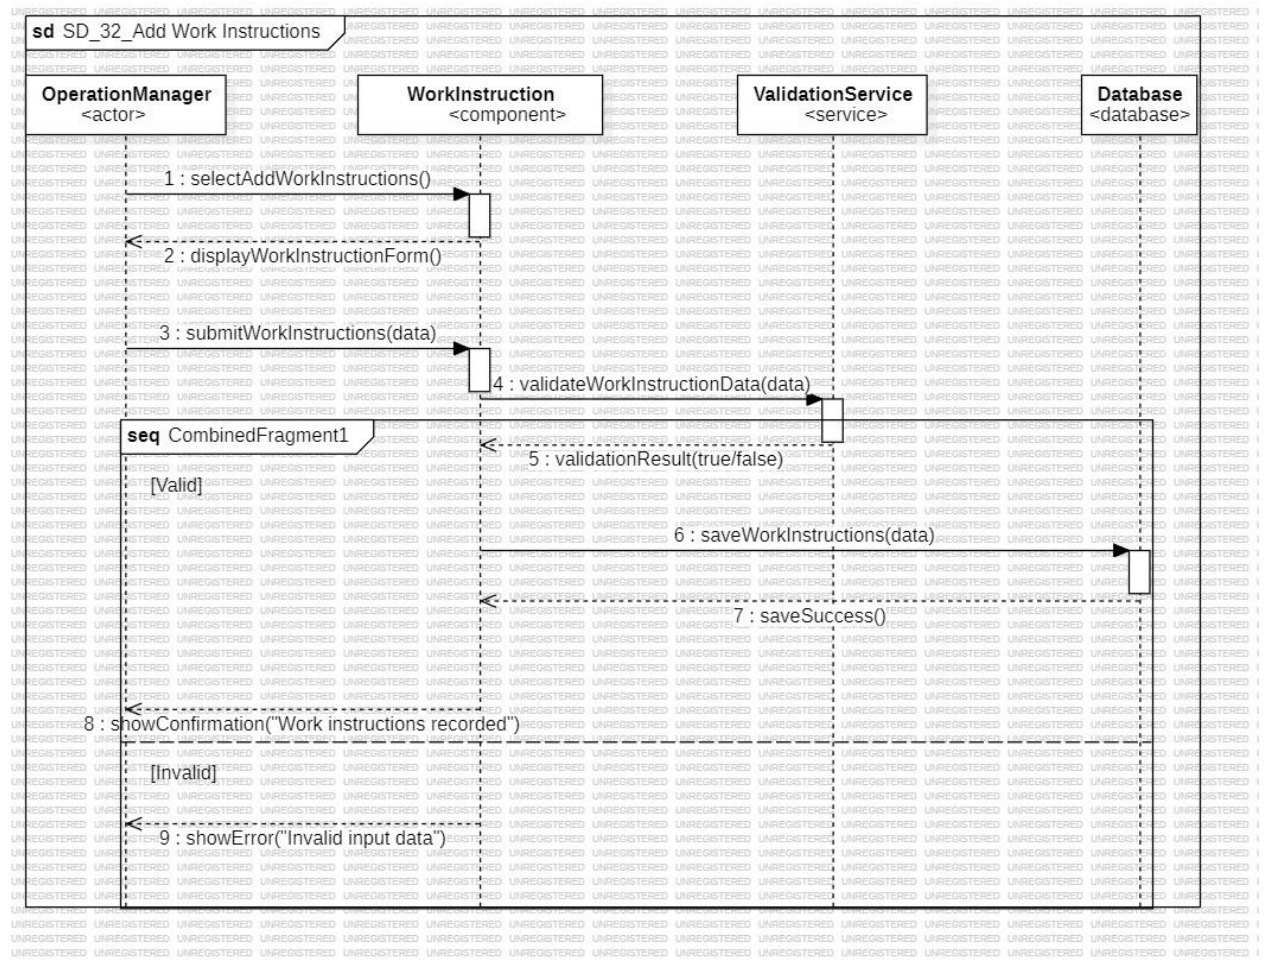 sd SD_32_Add Work Instructions
OperationManager
<actor>
WorkInstruction
<component>
ValidationService
<service>
Database
<database>
1 : selectAddWorkInstructions()
2 : displayWorkInstructionForm()
3 : submitWorkInstructions(data)
4 : validateWorkInstructionData(data)
seq CombinedFragment1
5 : validationResult(true/false)
[Valid]
6 : saveWorkInstructions(data)
7 : saveSuccess()
8 : showConfirmation("Work instructions recorded")
[Invalid]
9 : showError("Invalid input data")
UNREGISTERED